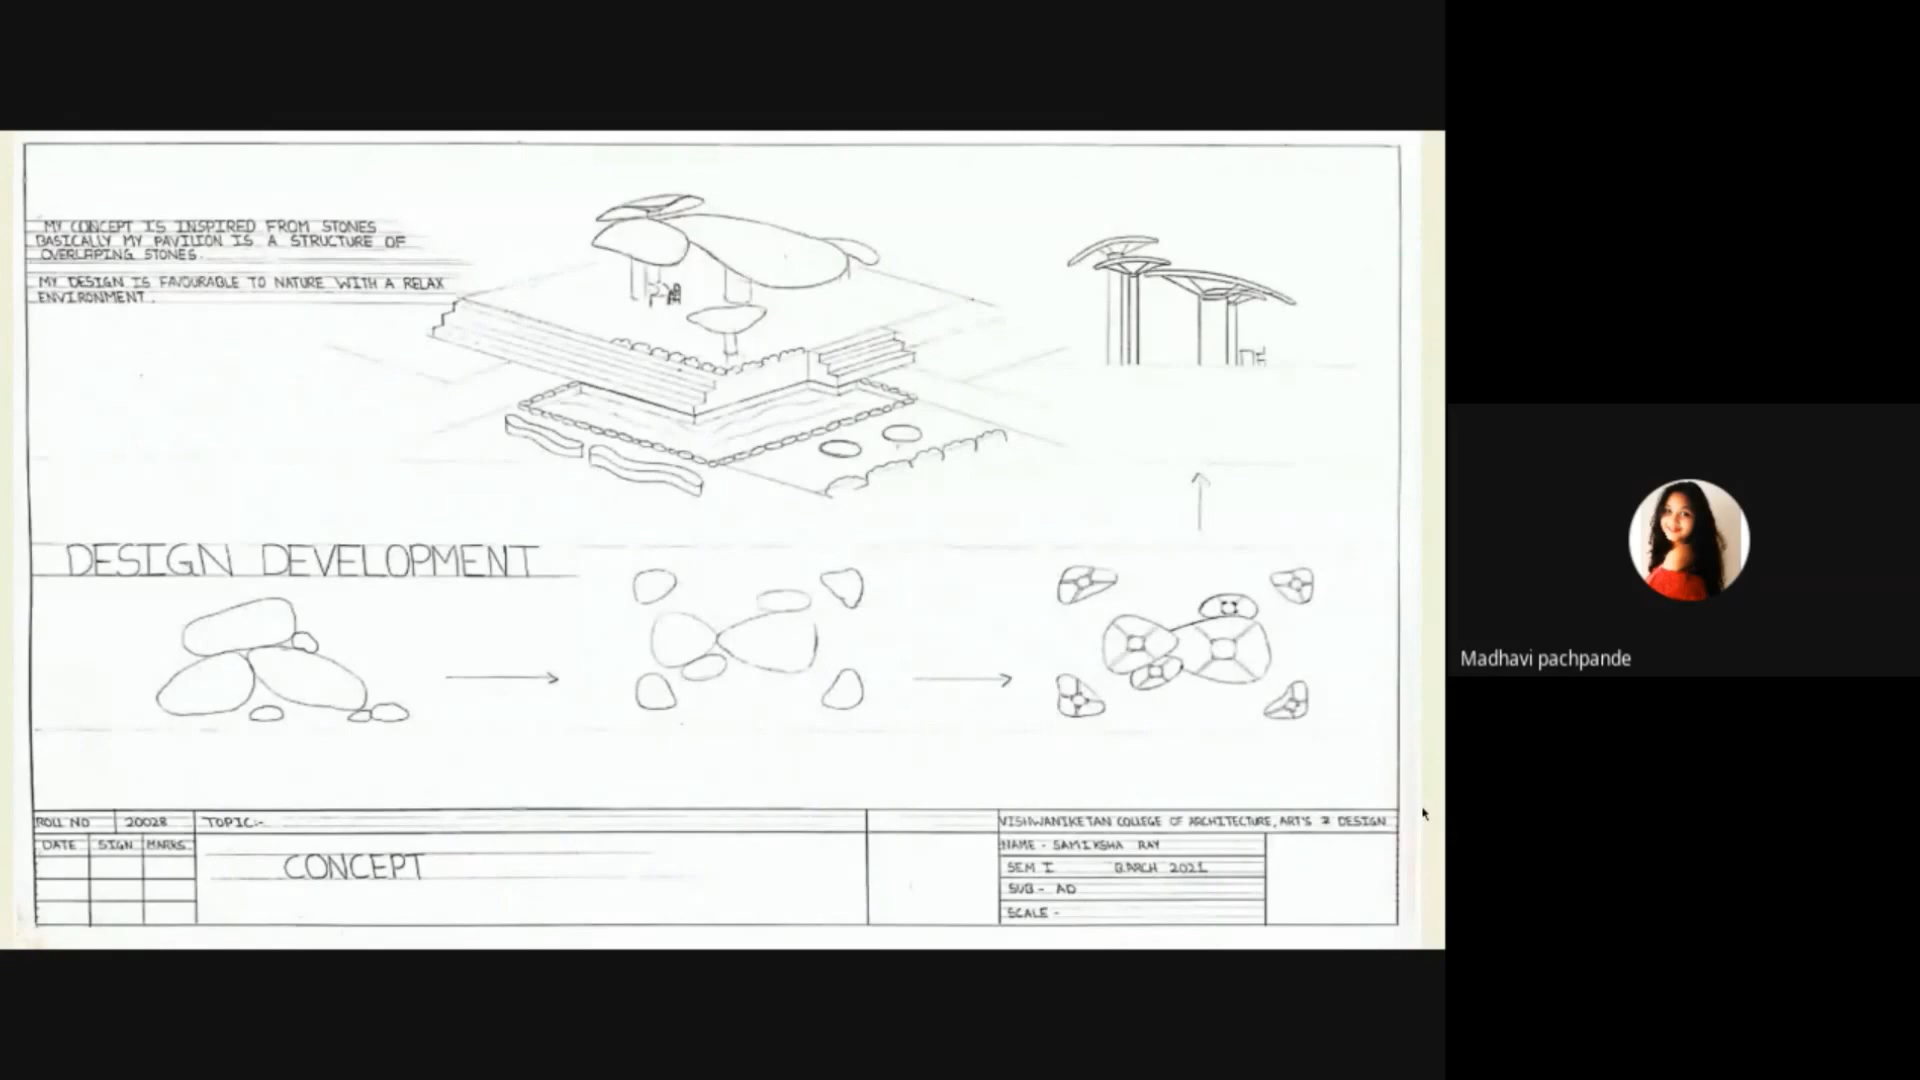 MY CONCEPT IS INSPIRED FROM STONES
BASICALLY MY PAVILION IS A STRUCTURE OF
OVERLAPING STONES.
MY DESIGN IS FAVOURABLE TO NATURE WITH A RELAX
ENVIRONMENT.
DESIGN DEVELOPMENT
ROLL NO 20028 TOPIC:-
DATE SIGN MARKS
CONCEPT
VISHWANIKETAN COLLEGE OF ARCHITECTURE, ART'S & DESIGN
NAME - SAMIKSHA RAY
SEM I B.ARCH 2021
SUB - AD
SCALE -
Madhavi pachpande